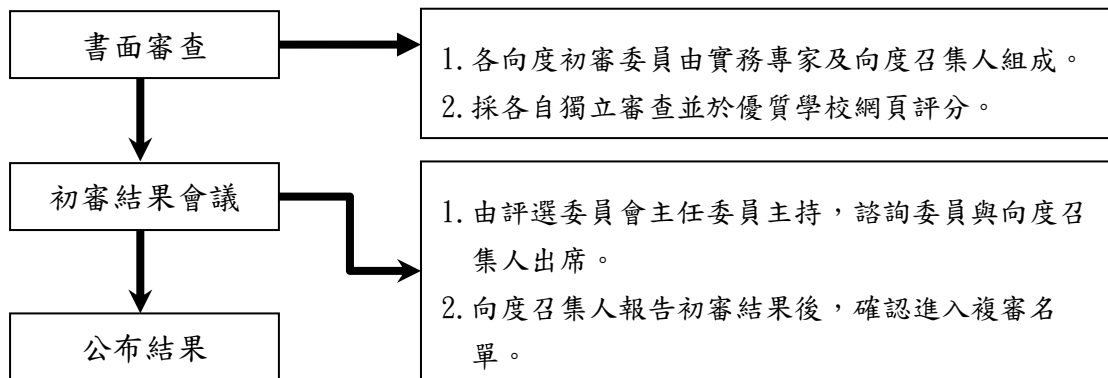 書面審查
1. 各向度初審委員由實務專家及向度召集人組成。
2. 採各自獨立審查並於優質學校網頁評分。
初審結果會議
1. 由評選委員會主任委員主持，諮詢委員與向度召
集人出席。
2. 向度召集人報告初審結果後，確認進入複審名
單。
公布結果